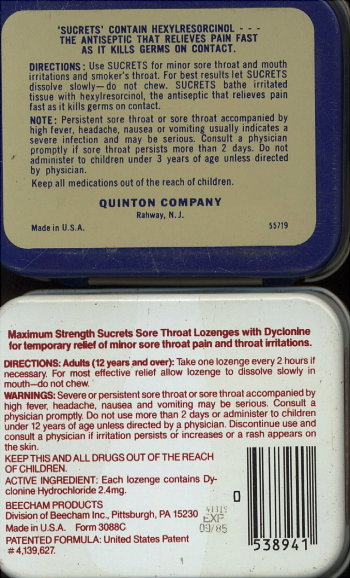 'SUCRETS' CONTAIN HEXYLRESORCINOL - - -
THE ANTISEPTIC THAT RELIEVES PAIN FAST
AS IT KILLS GERMS ON CONTACT.
DIRECTIONS: Use SUCRETS for minor sore throat and mouth
irritations and smoker's throat. For best results let SUCRETS
dissolve slowly—do not chew. SUCRETS bathe irritated
tissue with hexylresorcinol, the antiseptic that relieves pain
fast as it kills germs on contact.
NOTE: Persistent sore throat or sore throat accompanied by
high fever, headache, nausea or vomiting usually indicates a
severe infection and may be serious. Consult a physician
promptly if sore throat persists more than 2 days. Do not
administer to children under 3 years of age unless directed
by physician.
Keep all medications out of the reach of children.
QUINTON COMPANY
Rahway, N.J.
Made in U.S.A. 55719
Maximum Strength Sucrets Sore Throat Lozenges with Dyclonine
for temporary relief of minor sore throat pain and throat irritations.
DIRECTIONS: Adults (12 years and over): Take one lozenge every 2 hours if
necessary. For most effective relief allow lozenge to dissolve slowly in
mouth—do not chew.
WARNINGS: Severe or persistent sore throat or sore throat accompanied by
high fever, headache, nausea and vomiting may be serious. Consult a
physician promptly. Do not use more than 2 days or administer to children
under 12 years of age unless directed by a physician. Discontinue use and
consult a physician if irritation persists or increases or a rash appears on
the skin.
KEEP THIS AND ALL DRUGS OUT OF THE REACH
OF CHILDREN.
ACTIVE INGREDIENT: Each lozenge contains Dy-
clonine Hydrochloride 2.4mg.
BEECHAM PRODUCTS
Division of Beecham Inc., Pittsburgh, PA 15230
Made in U.S.A. Form 3088C
PATENTED FORMULA: United States Patent
# 4,139,627.
EXP
09/85
0
538941